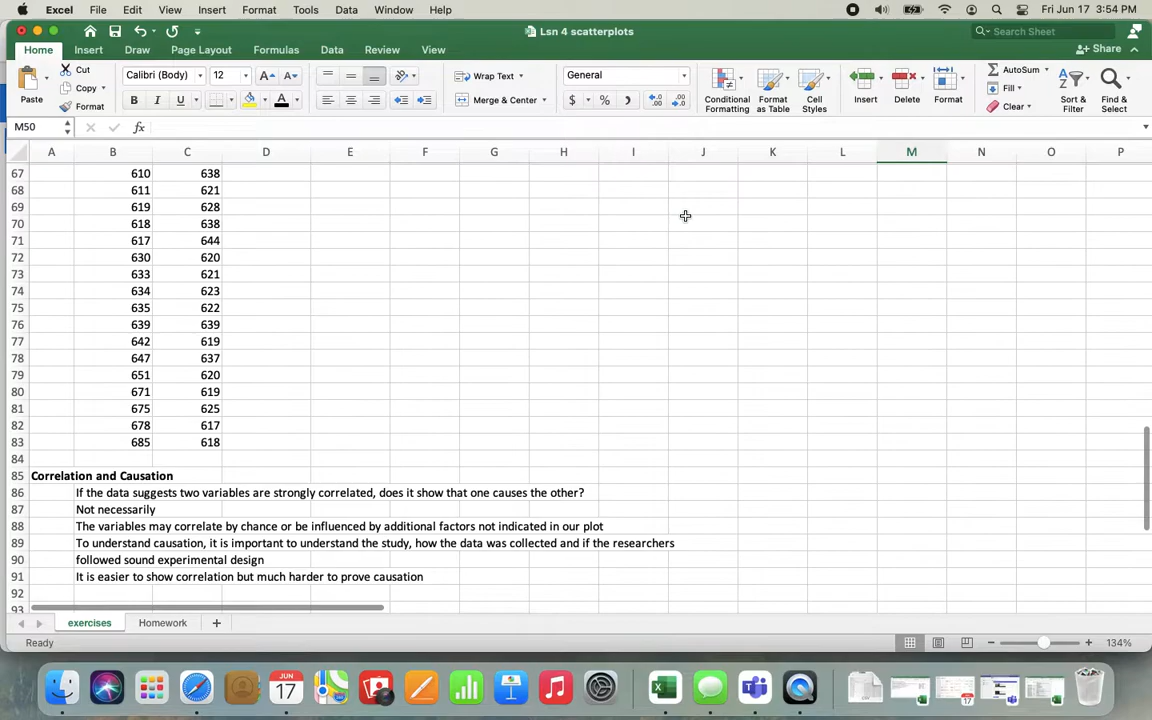 Excel File Edit View Insert Format Tools Data Window Help Fri Jun 17 3:54 PM
Lsn 4 scatterplots Search Sheet
Home Insert Draw Page Layout Formulas Data Review View Share
Paste Cut Copy Format
Calibri (Body) 12
B I U
Wrap Text
Merge & Center
General
$ % )
Conditional Formatting
Format as Table
Cell Styles
Insert Delete Format
AutoSum
Fill
Clear
Sort & Filter
Find & Select
M50 fx
A B C D E F G H I J K L M N O P
67 610 638
68 611 621
69 619 628
70 618 638
71 617 644
72 630 620
73 633 621
74 634 623
75 635 622
76 639 639
77 642 619
78 647 637
79 651 620
80 671 619
81 675 625
82 678 617
83 685 618
84
85 Correlation and Causation
86 If the data suggests two variables are strongly correlated, does it show that one causes the other?
87 Not necessarily
88 The variables may correlate by chance or be influenced by additional factors not indicated in our plot
89 To understand causation, it is important to understand the study, how the data was collected and if the researchers
90 followed sound experimental design
91 It is easier to show correlation but much harder to prove causation
92
93
exercises Homework +
Ready 134%
JUN
17